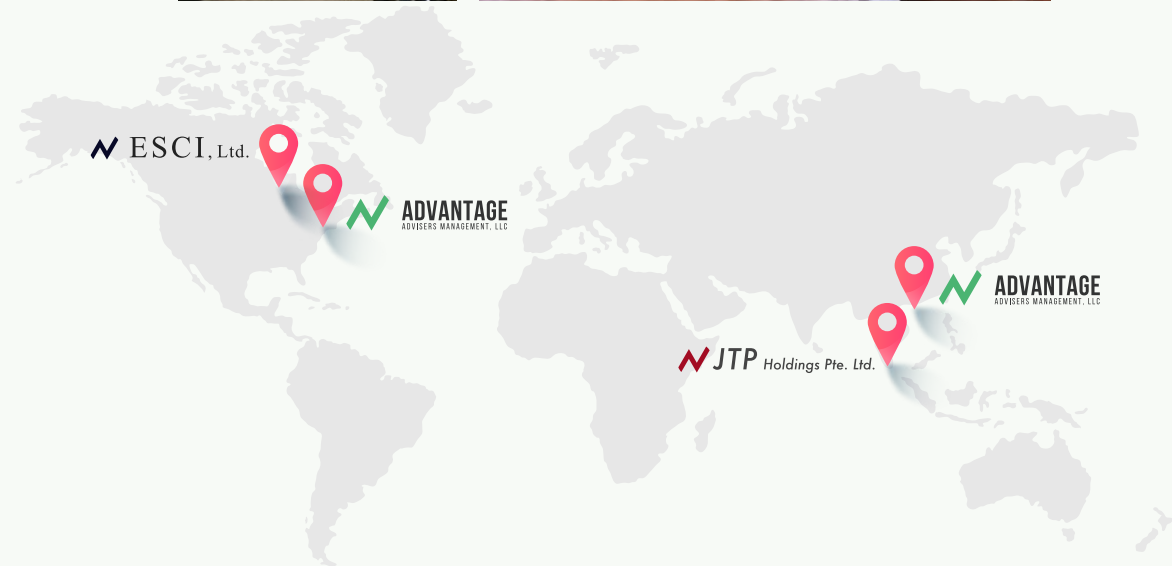 ESCI, Ltd.
ADVANTAGE
ADVISERS MANAGEMENT, LLC
ADVANTAGE
ADVISERS MANAGEMENT, LLC
JTP Holdings Pte. Ltd.